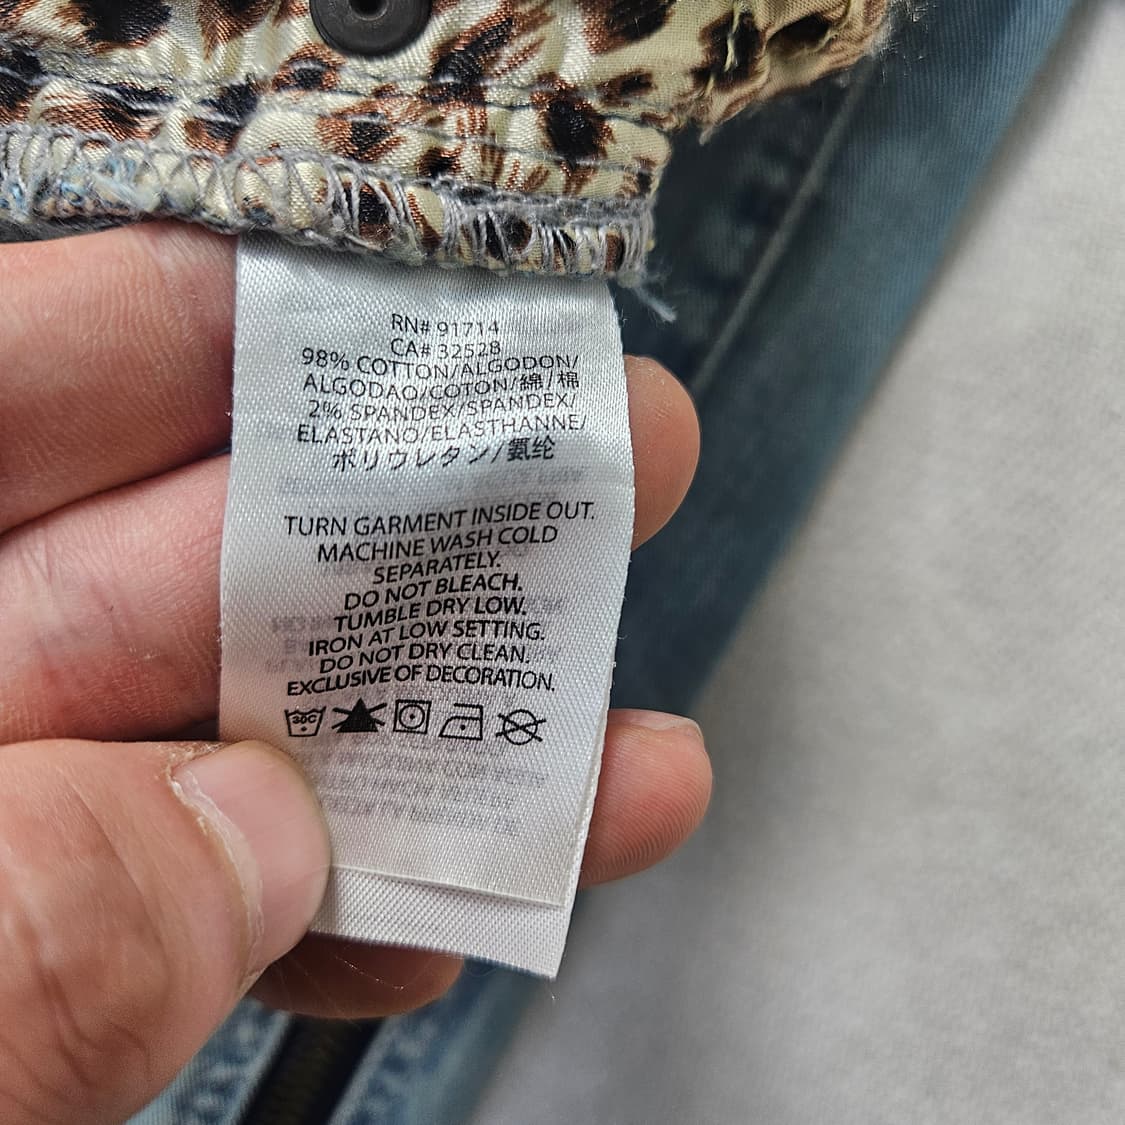 RN# 91714
CA# 32528
98% COTTON/ALGODON/
ALGODAO/COTON/綿/棉
2% SPANDEX/SPANDEX/
ELASTANO/ELASTHANNE/
ポリウレタン/氨纶
TURN GARMENT INSIDE OUT.
MACHINE WASH COLD
SEPARATELY.
DO NOT BLEACH.
TUMBLE DRY LOW.
IRON AT LOW SETTING.
DO NOT DRY CLEAN.
EXCLUSIVE OF DECORATION.
30C